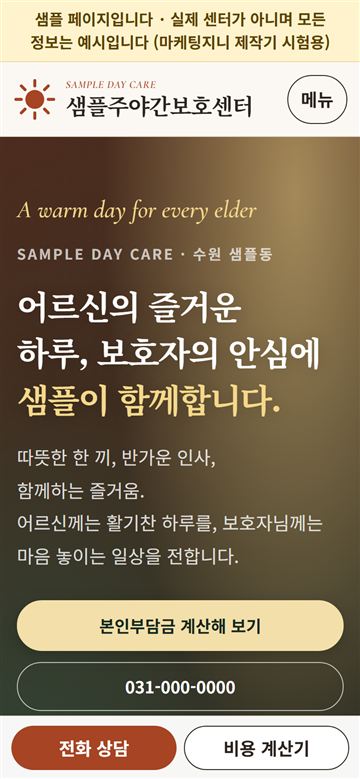 샘플 페이지입니다 · 실제 센터가 아니며 모든
정보는 예시입니다 (마케팅지니 제작기 시험용)
SAMPLE DAY CARE
샘플주야간보호센터
메뉴
A warm day for every elder
SAMPLE DAY CARE · 수원 샘플동
어르신의 즐거운
하루, 보호자의 안심에
샘플이 함께합니다.
따뜻한 한 끼, 반가운 인사,
함께하는 즐거움.
어르신께는 활기찬 하루를, 보호자님께는
마음 놓이는 일상을 전합니다.
본인부담금 계산해 보기
031-000-0000
전화 상담
비용 계산기